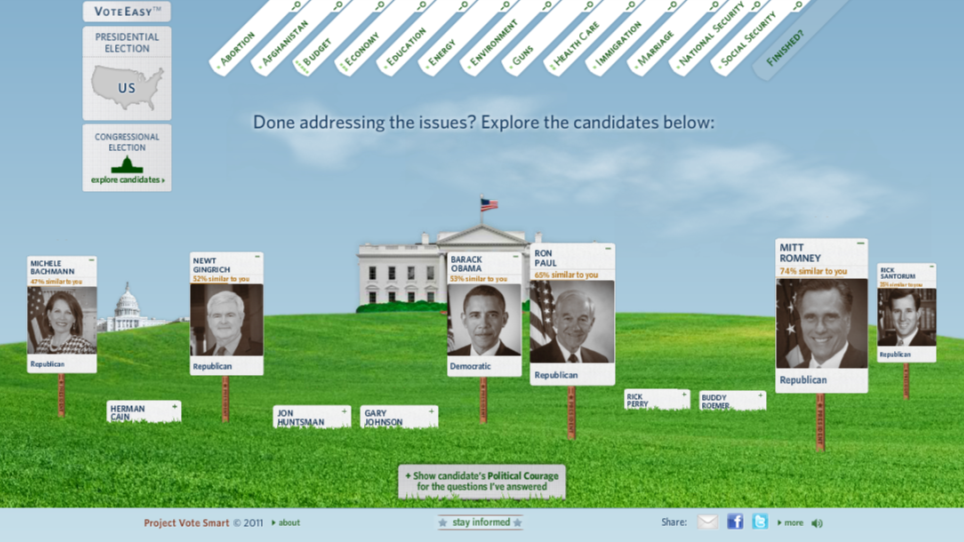 VOTEEASY™
PRESIDENTIAL
ELECTION
US
CONGRESSIONAL
ELECTION
explore candidates »
ABORTION
AFGHANISTAN
BUDGET
ECONOMY
EDUCATION
ENERGY
ENVIRONMENT
GUNS
HEALTH CARE
IMMIGRATION
MARRIAGE
NATIONAL SECURITY
SOCIAL SECURITY
FINISHED?
Done addressing the issues? Explore the candidates below:
MICHELE
BACHMANN
47% similar to you
Republican
NEWT
GINGRICH
52% similar to you
Republican
BARACK
OBAMA
53% similar to you
Democratic
RON
PAUL
65% similar to you
Republican
MITT
ROMNEY
74% similar to you
Republican
RICK
SANTORUM
similar to you
Republican
HERMAN
CAIN
JON
HUNTSMAN
GARY
JOHNSON
RICK
PERRY
BUDDY
ROEMER
+ Show candidate's Political Courage
for the questions I've answered
Project Vote Smart © 2011
about
stay informed
Share:
more